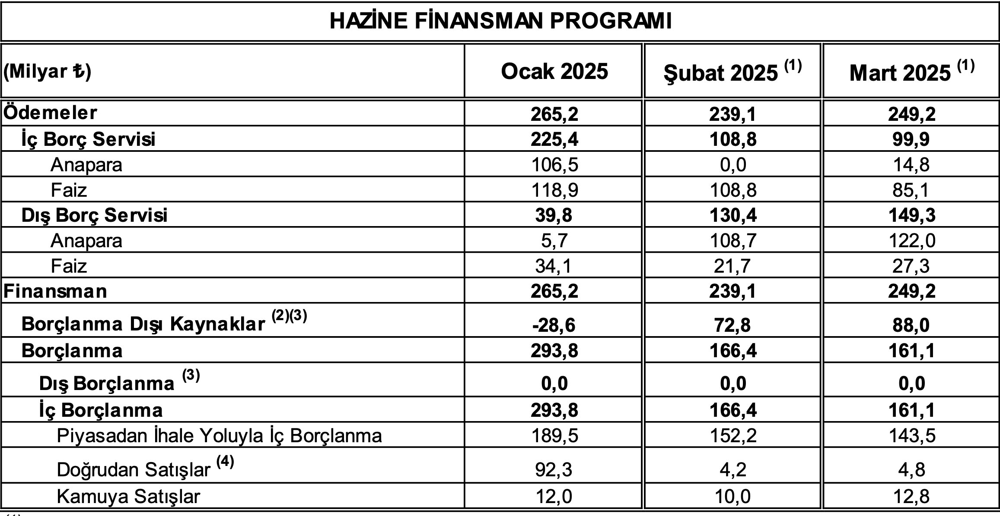 HAZİNE FİNANSMAN PROGRAMI
(Milyar ₺) Ocak 2025 Şubat 2025 (1) Mart 2025 (1)
Ödemeler 265,2 239,1 249,2
İç Borç Servisi 225,4 108,8 99,9
Anapara 106,5 0,0 14,8
Faiz 118,9 108,8 85,1
Dış Borç Servisi 39,8 130,4 149,3
Anapara 5,7 108,7 122,0
Faiz 34,1 21,7 27,3
Finansman 265,2 239,1 249,2
Borçlanma Dışı Kaynaklar (2)(3) -28,6 72,8 88,0
Borçlanma 293,8 166,4 161,1
Dış Borçlanma (3) 0,0 0,0 0,0
İç Borçlanma 293,8 166,4 161,1
Piyasadan İhale Yoluyla İç Borçlanma 189,5 152,2 143,5
Doğrudan Satışlar (4) 92,3 4,2 4,8
Kamuya Satışlar 12,0 10,0 12,8